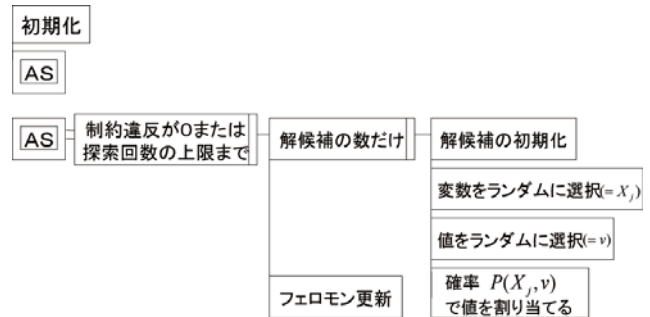 初期化
AS
AS
制約違反が0または
探索回数の上限まで
解候補の数だけ
解候補の初期化
変数をランダムに選択(= X_j)
値をランダムに選択(= v)
フェロモン更新
確率 P(X_j, v)
で値を割り当てる